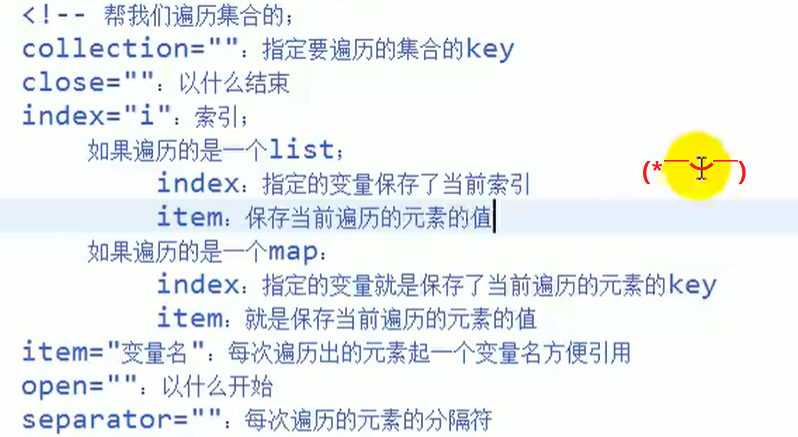 <!-- 帮我们遍历集合的;
collection="": 指定要遍历的集合的key
close="": 以什么结束
index="i": 索引;
如果遍历的是一个list;
index: 指定的变量保存了当前索引
(*￣︶￣)
item: 保存当前遍历的元素的值
如果遍历的是一个map:
index: 指定的变量就是保存了当前遍历的元素的key
item: 就是保存当前遍历的元素的值
item="变量名": 每次遍历出的元素起一个变量名方便引用
open="": 以什么开始
separator="": 每次遍历的元素的分隔符